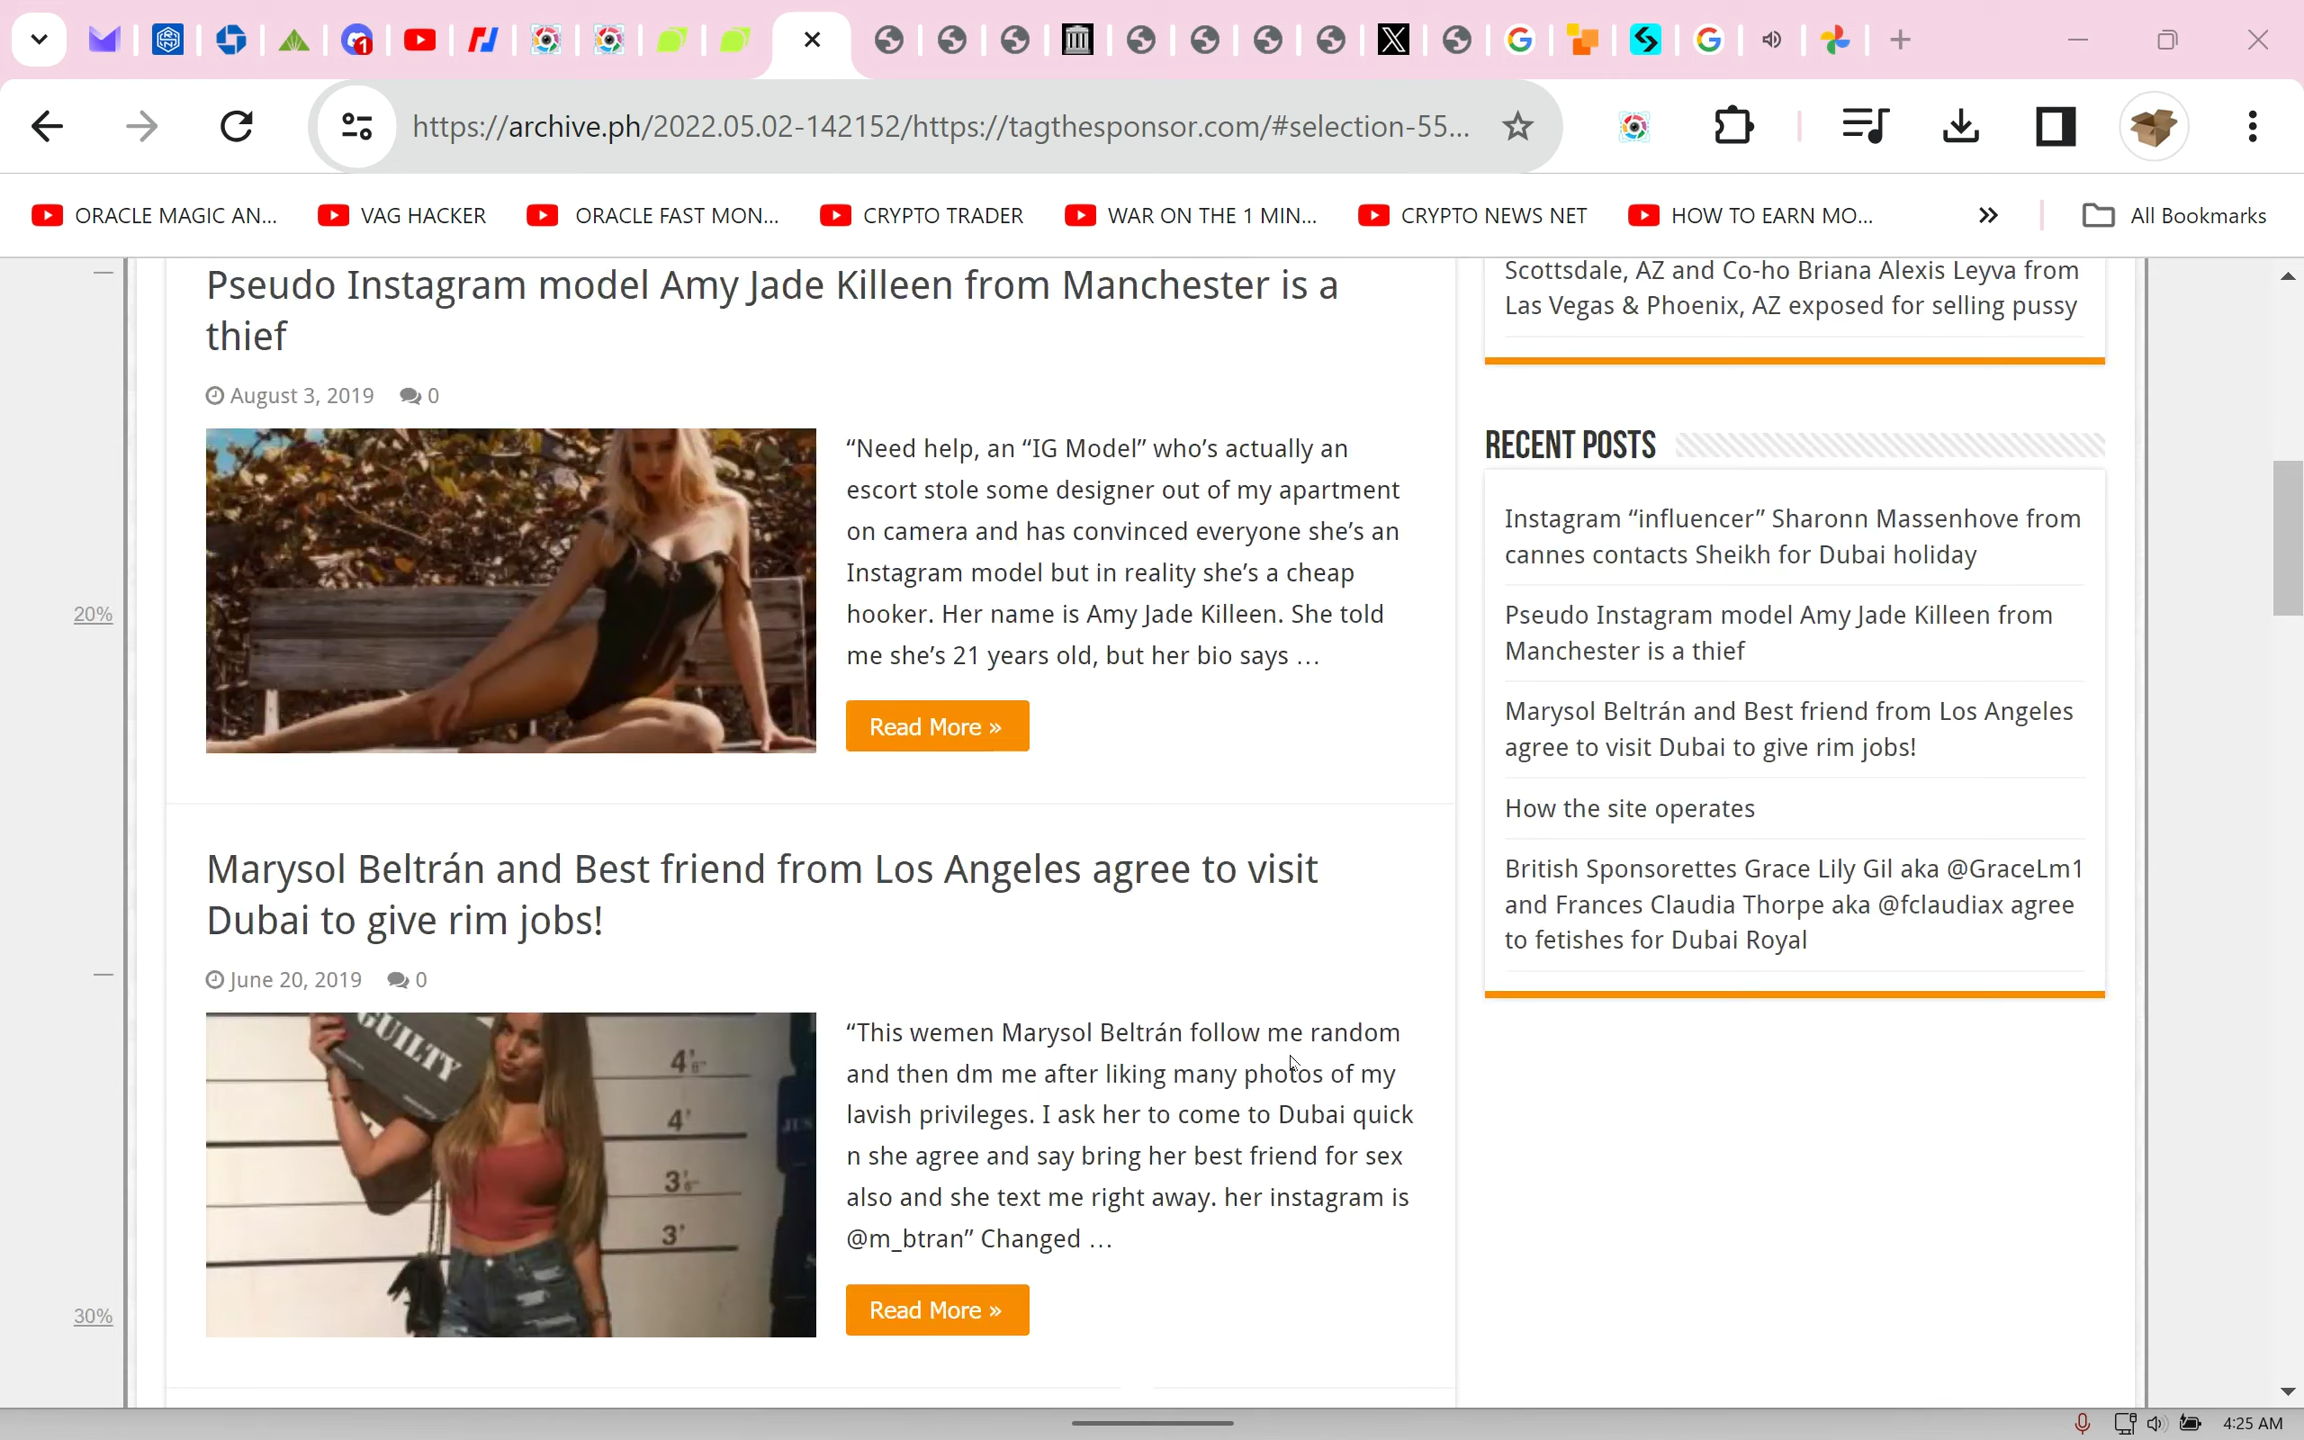 1
https://archive.ph/2022.05.02-142152/https://tagthesponsor.com/#selection-55...
ORACLE MAGIC AN...
VAG HACKER
ORACLE FAST MON...
CRYPTO TRADER
WAR ON THE 1 MIN...
CRYPTO NEWS NET
HOW TO EARN MO...
All Bookmarks
Pseudo Instagram model Amy Jade Killeen from Manchester is a
thief
August 3, 2019 0
“Need help, an “IG Model” who’s actually an
escort stole some designer out of my apartment
on camera and has convinced everyone she’s an
Instagram model but in reality she’s a cheap
hooker. Her name is Amy Jade Killeen. She told
me she’s 21 years old, but her bio says …
Read More »
20%
Marysol Beltrán and Best friend from Los Angeles agree to visit
Dubai to give rim jobs!
June 20, 2019 0
GUILTY
4'6"
4'
3'6"
3'
“This wemen Marysol Beltrán follow me random
and then dm me after liking many photos of my
lavish privileges. I ask her to come to Dubai quick
n she agree and say bring her best friend for sex
also and she text me right away. her instagram is
@m_btran” Changed …
Read More »
30%
Scottsdale, AZ and Co-ho Briana Alexis Leyva from
Las Vegas & Phoenix, AZ exposed for selling pussy
RECENT POSTS
Instagram “influencer” Sharonn Massenhove from
cannes contacts Sheikh for Dubai holiday
Pseudo Instagram model Amy Jade Killeen from
Manchester is a thief
Marysol Beltrán and Best friend from Los Angeles
agree to visit Dubai to give rim jobs!
How the site operates
British Sponsorettes Grace Lily Gil aka @GraceLm1
and Frances Claudia Thorpe aka @fclaudiax agree
to fetishes for Dubai Royal
4:25 AM